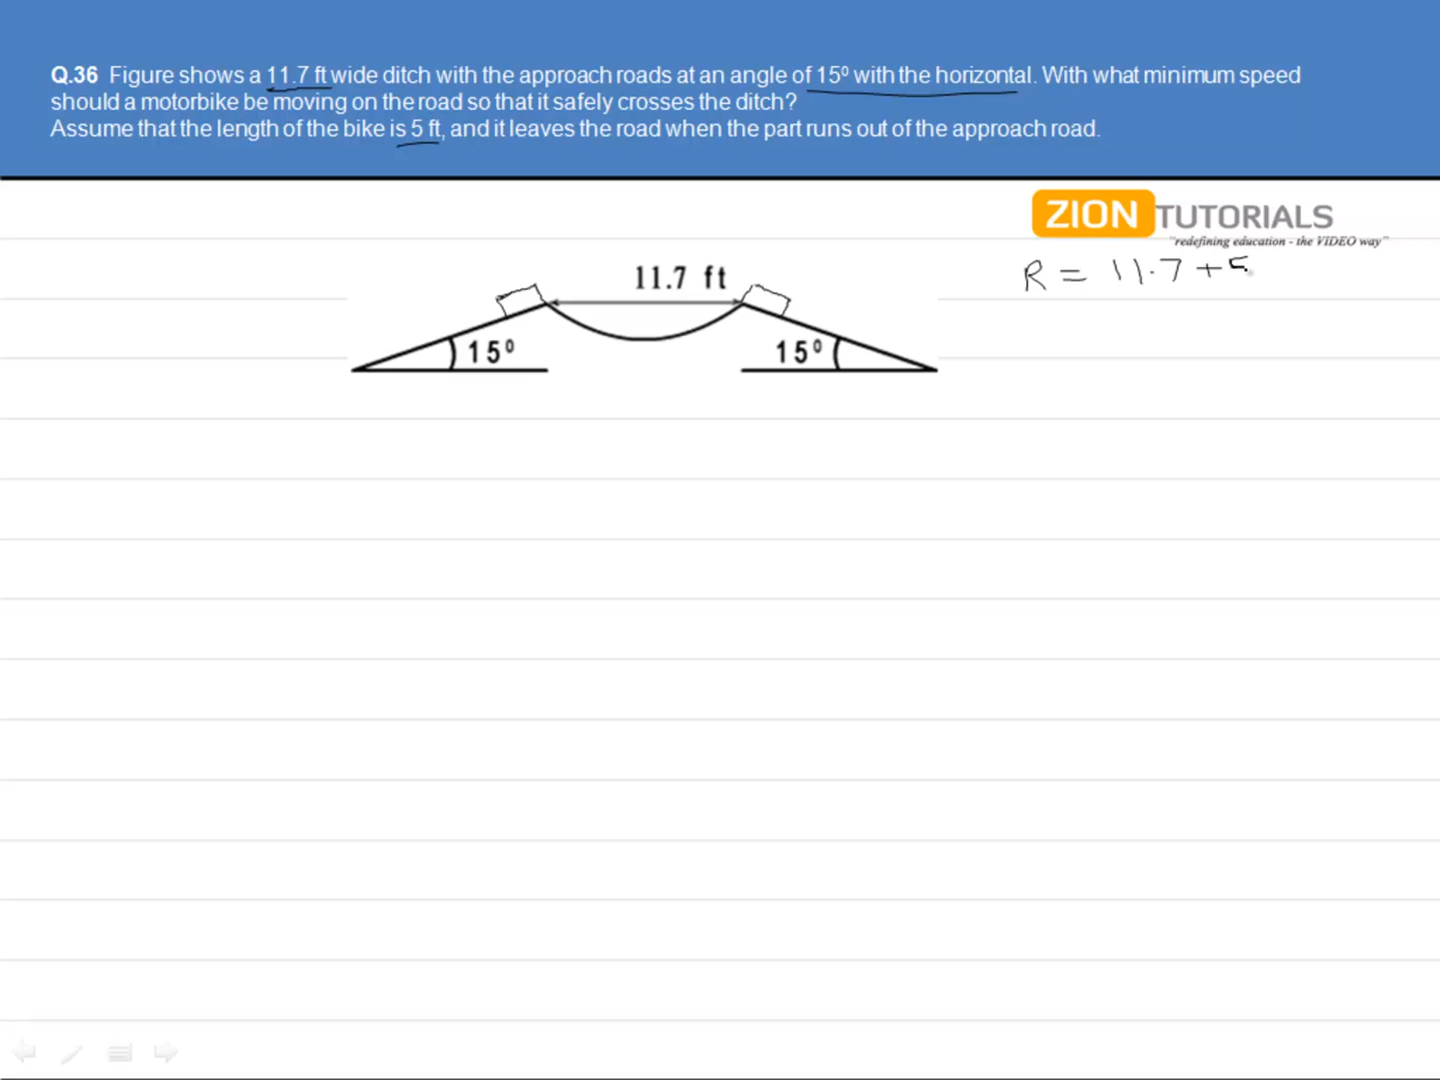 Q.36 Figure shows a 11.7 ft wide ditch with the approach roads at an angle of 15⁰ with the horizontal. With what minimum speed
should a motorbike be moving on the road so that it safely crosses the ditch?
Assume that the length of the bike is 5 ft, and it leaves the road when the part runs out of the approach road.
ZION TUTORIALS
"redefining education - the VIDEO way"
R = 11.7 + 5
11.7 ft
15⁰
15⁰